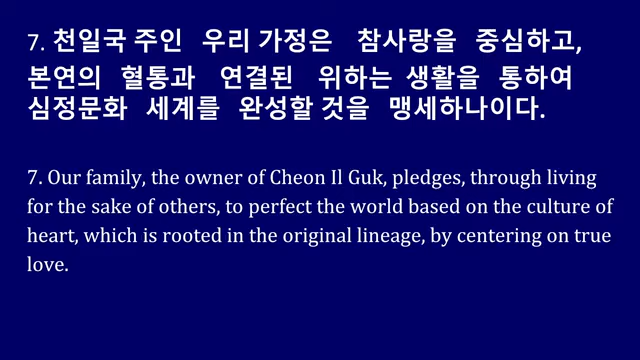 7. 천일국 주인 우리 가정은 참사랑을 중심하고,
본연의 혈통과 연결된 위하는 생활을 통하여
심정문화 세계를 완성할 것을 맹세하나이다.
7. Our family, the owner of Cheon Il Guk, pledges, through living
for the sake of others, to perfect the world based on the culture of
heart, which is rooted in the original lineage, by centering on true
love.